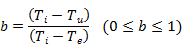 b = (T_i − T_u) / (T_i − T_e)   (0 ≤ b ≤ 1)